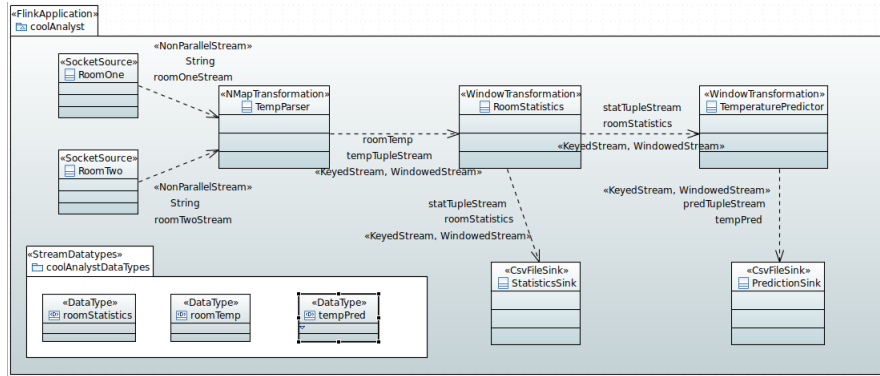 «FlinkApplication»
coolAnalyst
«SocketSource»
RoomOne
«NonParallelStream»
String
roomOneStream
«NMapTransformation»
TempParser
«SocketSource»
RoomTwo
«NonParallelStream»
String
roomTwoStream
roomTemp
tempTupleStream
«KeyedStream, WindowedStream»
«WindowTransformation»
RoomStatistics
statTupleStream
roomStatistics
«KeyedStream, WindowedStream»
«WindowTransformation»
TemperaturePredictor
statTupleStream
roomStatistics
«KeyedStream, WindowedStream»
«KeyedStream, WindowedStream»
predTupleStream
tempPred
«CsvFileSink»
StatisticsSink
«CsvFileSink»
PredictionSink
«StreamDatatypes»
coolAnalystDataTypes
«DataType»
roomStatistics
«DataType»
roomTemp
«DataType»
tempPred